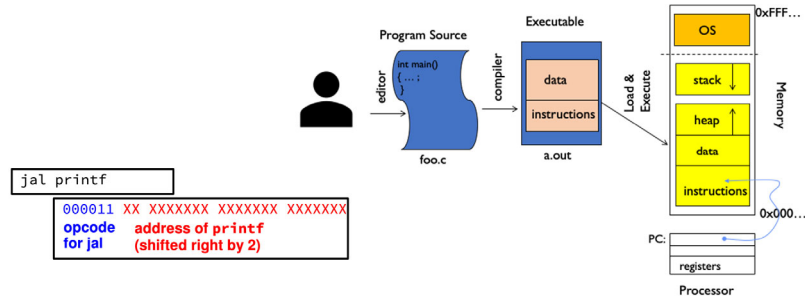 Program Source
int main()
{ ... ;
}
foo.c
editor
compiler
Executable
data
instructions
a.out
Load &
Execute
0xFFF...
OS
stack
heap
data
instructions
0x000...
Memory
PC:
registers
Processor
jal printf
000011 XX XXXXXXX XXXXXXX XXXXXXX
opcode
for jal
address of printf
(shifted right by 2)